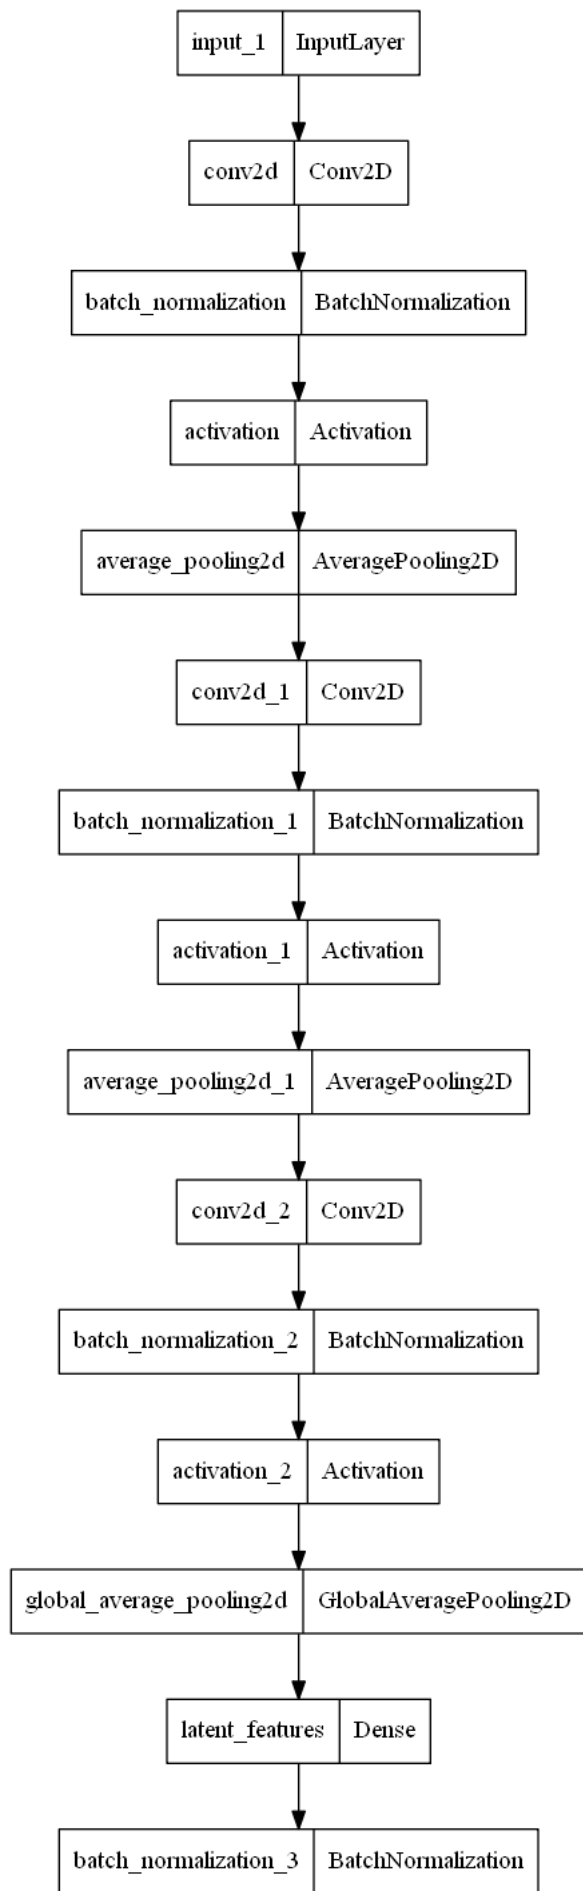 input_1 InputLayer
conv2d Conv2D
batch_normalization BatchNormalization
activation Activation
average_pooling2d AveragePooling2D
conv2d_1 Conv2D
batch_normalization_1 BatchNormalization
activation_1 Activation
average_pooling2d_1 AveragePooling2D
conv2d_2 Conv2D
batch_normalization_2 BatchNormalization
activation_2 Activation
global_average_pooling2d GlobalAveragePooling2D
latent_features Dense
batch_normalization_3 BatchNormalization